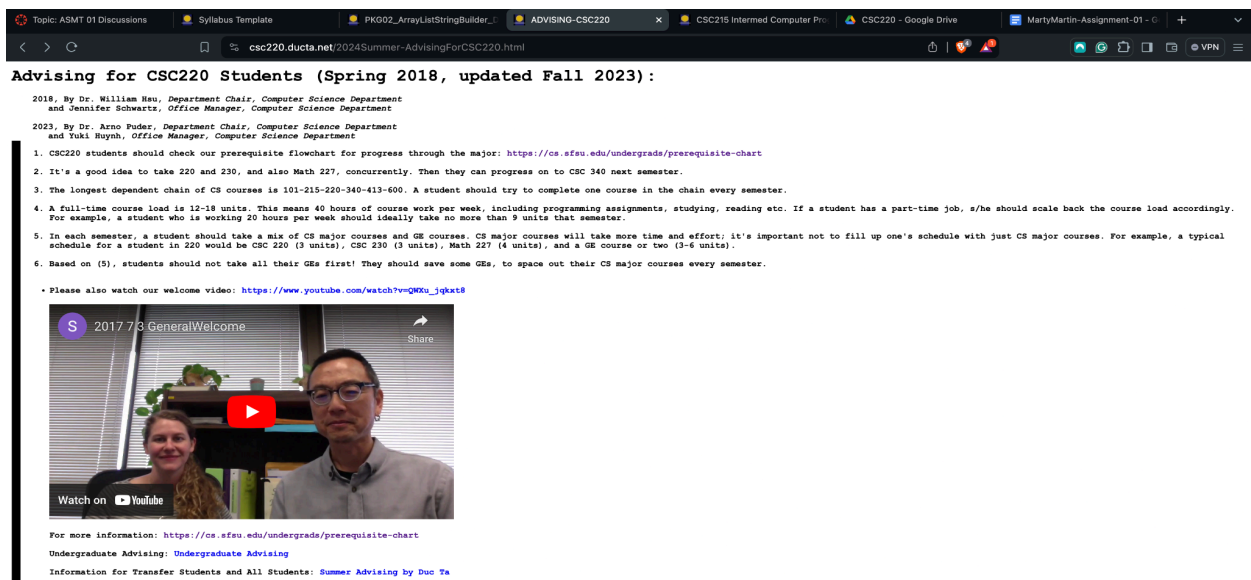 Topic: ASMT 01 Discussions
Syllabus Template
PKG02_ArrayListStringBuilder_D
ADVISING-CSC220
CSC215 Intermed Computer Pro
CSC220 - Google Drive
MartyMartin-Assignment-01 - G
csc220.ducta.net/2024Summer-AdvisingForCSC220.html
VPN
Advising for CSC220 Students (Spring 2018, updated Fall 2023):
2018, By Dr. William Hsu, Department Chair, Computer Science Department
and Jennifer Schwartz, Office Manager, Computer Science Department
2023, By Dr. Arno Puder, Department Chair, Computer Science Department
and Yuki Huynh, Office Manager, Computer Science Department
1. CSC220 students should check our prerequisite flowchart for progress through the major: https://cs.sfsu.edu/undergrads/prerequisite-chart
2. It's a good idea to take 220 and 230, and also Math 227, concurrently. Then they can progress on to CSC 340 next semester.
3. The longest dependent chain of CS courses is 101-215-220-340-413-600. A student should try to complete one course in the chain every semester.
4. A full-time course load is 12-18 units. This means 40 hours of course work per week, including programming assignments, studying, reading etc. If a student has a part-time job, s/he should scale back the course load accordingly.
For example, a student who is working 20 hours per week should ideally take no more than 9 units that semester.
5. In each semester, a student should take a mix of CS major courses and GE courses. CS major courses will take more time and effort; it's important not to fill up one's schedule with just CS major courses. For example, a typical
schedule for a student in 220 would be CSC 220 (3 units), CSC 230 (3 units), Math 227 (4 units), and a GE course or two (3-6 units).
6. Based on (5), students should not take all their GEs first! They should save some GEs, to space out their CS major courses every semester.
• Please also watch our welcome video: https://www.youtube.com/watch?v=QWXu_jqkxt8
S 2017 7 3 GeneralWelcome
Share
Watch on YouTube
For more information: https://cs.sfsu.edu/undergrads/prerequisite-chart
Undergraduate Advising: Undergraduate Advising
Information for Transfer Students and All Students: Summer Advising by Duc Ta